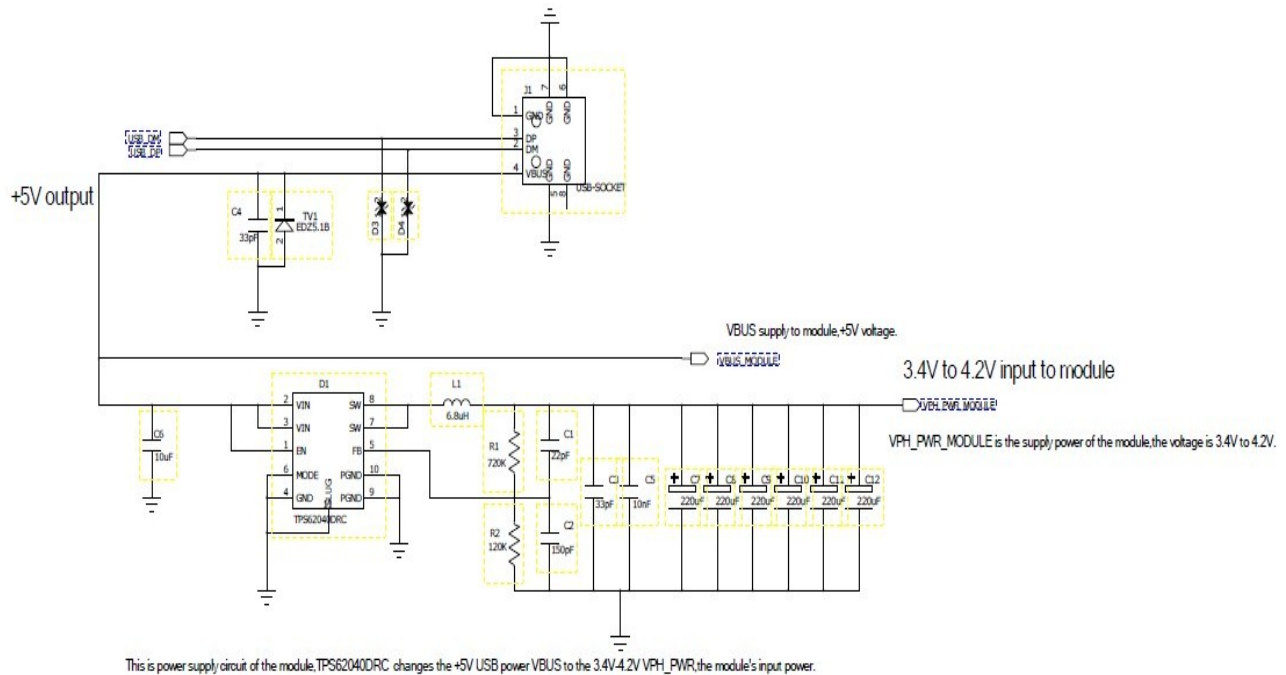 J1
7
6
GND
GND
1
GND
USB_DM
3
DP
USB_DP
2
DM
4
VBUS
GND
GND
5
8
USB-SOCKET
+5V output
C4
33pF
1
TV1
EDZ5.1B
2
D3
D4
VBUS supply to module,+5V voltage.
VBUS_MODULE
3.4V to 4.2V input to module
VPH_PWR_MODULE
VPH_PWR_MODULE is the supply power of the module,the voltage is 3.4V to 4.2V.
D1
2
VIN
SW
8
3
VIN
SW
7
1
EN
FB
5
6
MODE
PGND
10
4
GND
PGND
9
SLUG
TPS62040DRC
L1
6.8uH
C6
10uF
R1
720K
C1
22pF
R2
120K
C2
150pF
33pF
C5
10nF
C7
220uF
220uF
220uF
C10
220uF
C11
220uF
C12
220uF
This is power supply circuit of the module,TPS62040DRC changes the +5V USB power VBUS to the 3.4V-4.2V VPH_PWR,the module's input power.